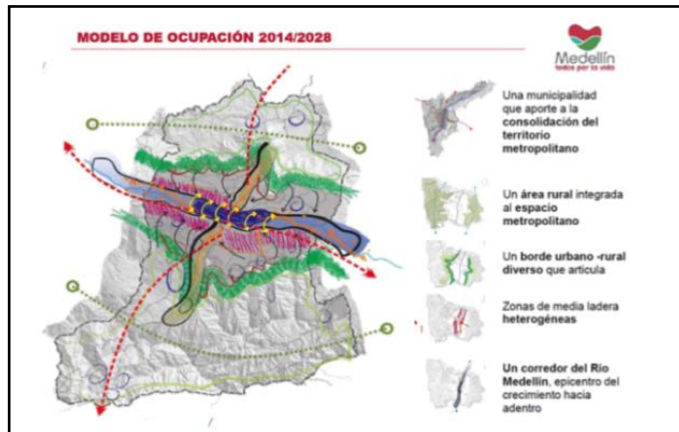 MODELO DE OCUPACIÓN 2014/2028
Medellín
todos por la vida
Una municipalidad
que aporte a la
consolidación del
territorio
metropolitano
Un área rural integrada
al espacio
metropolitano
Un borde urbano -rural
diverso que articula
Zonas de media ladera
heterogéneas
Un corredor del Río
Medellín, epicentro del
crecimiento hacia
adentro